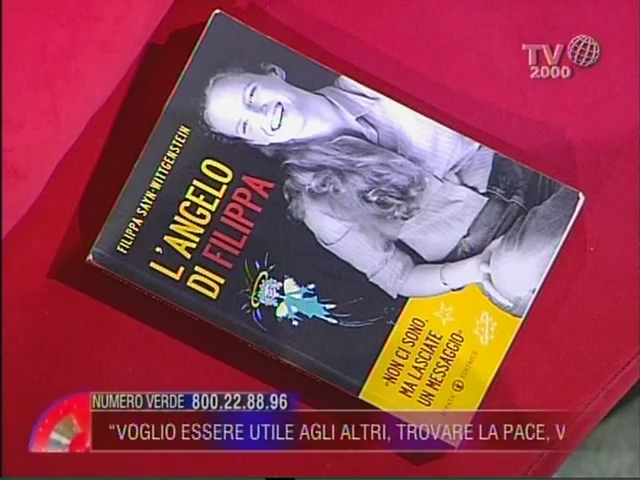 TV
2000
FILIPPA SAYN-WITTGENSTEIN
L'ANGELO
DI FILIPPA
«NON CI SONO,
MA LASCIATE
UN MESSAGGIO»
EDITRICE
NUMERO VERDE 800.22.88.96
"VOGLIO ESSERE UTILE AGLI ALTRI, TROVARE LA PACE, V